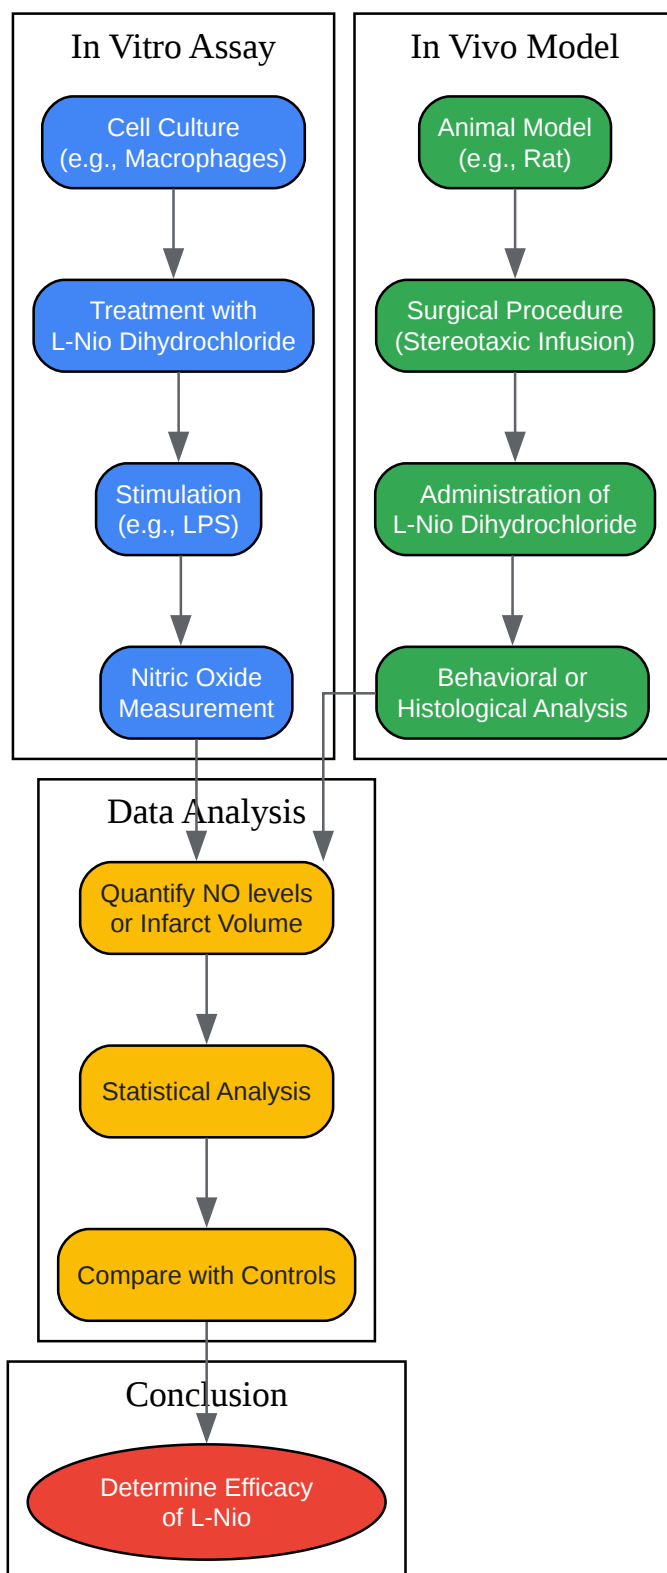 In Vitro Assay
Cell Culture
(e.g., Macrophages)
Treatment with
L-Nio Dihydrochloride
Stimulation
(e.g., LPS)
Nitric Oxide
Measurement
In Vivo Model
Animal Model
(e.g., Rat)
Surgical Procedure
(Stereotaxic Infusion)
Administration of
L-Nio Dihydrochloride
Behavioral or
Histological Analysis
Data Analysis
Quantify NO levels
or Infarct Volume
Statistical Analysis
Compare with Controls
Conclusion
Determine Efficacy
of L-Nio